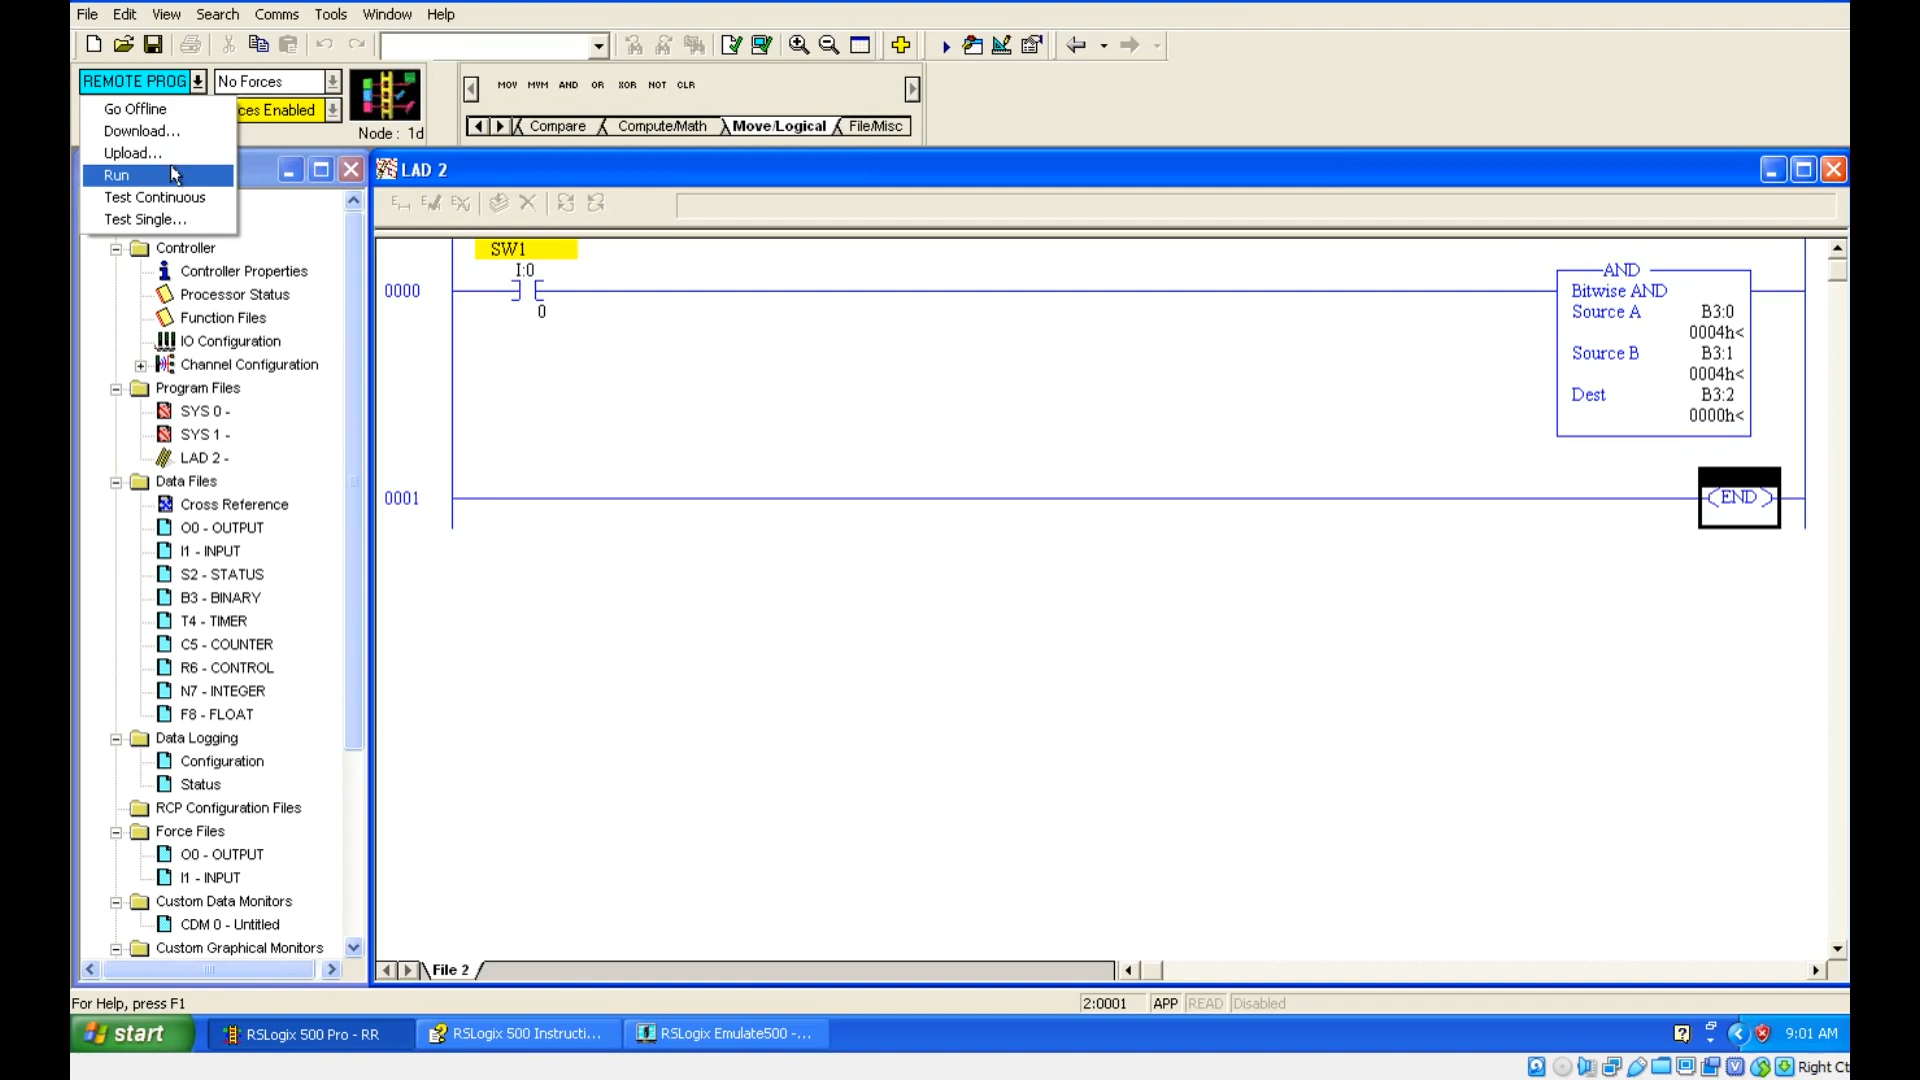 File Edit View Search Comms Tools Window Help
REMOTE PROG No Forces
ces Enabled
Node : 1d
MOV MVM AND OR XOR NOT CLR
Compare Compute/Math Move/Logical File/Misc
Go Offline
Download...
Upload...
Run
Test Continuous
Test Single...
Controller
Controller Properties
Processor Status
Function Files
IO Configuration
Channel Configuration
Program Files
SYS 0 -
SYS 1 -
LAD 2 -
Data Files
Cross Reference
O0 - OUTPUT
I1 - INPUT
S2 - STATUS
B3 - BINARY
T4 - TIMER
C5 - COUNTER
R6 - CONTROL
N7 - INTEGER
F8 - FLOAT
Data Logging
Configuration
Status
RCP Configuration Files
Force Files
O0 - OUTPUT
I1 - INPUT
Custom Data Monitors
CDM 0 - Untitled
Custom Graphical Monitors
LAD 2
SW1
I:0
0000
0
AND
Bitwise AND
Source A B3:0
0004h<
Source B B3:1
0004h<
Dest B3:2
0000h<
0001
END
File 2
For Help, press F1
2:0001 APP READ Disabled
start RSLogix 500 Pro - RR RSLogix 500 Instructi... RSLogix Emulate500 -... 9:01 AM
Right Ct